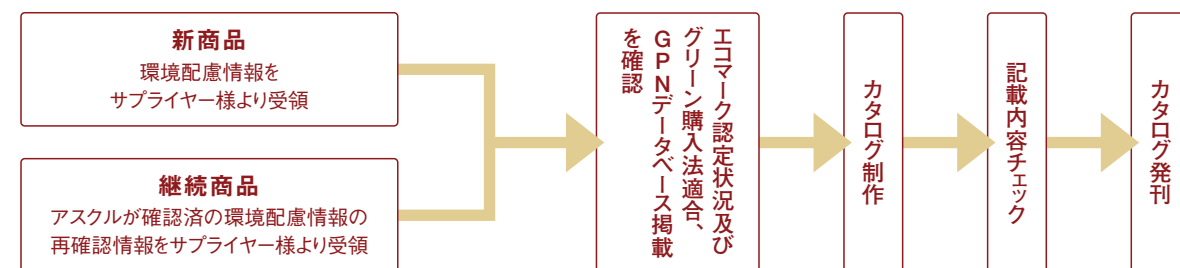 新商品
環境配慮情報を
サプライヤー様より受領
継続商品
アスクルが確認済の環境配慮情報の
再確認情報をサプライヤー様より受領
エコマーク認定状況及び
グリーン購入法適合、
GPNデータベース掲載
を確認
カタログ制作
記載内容チェック
カタログ発刊